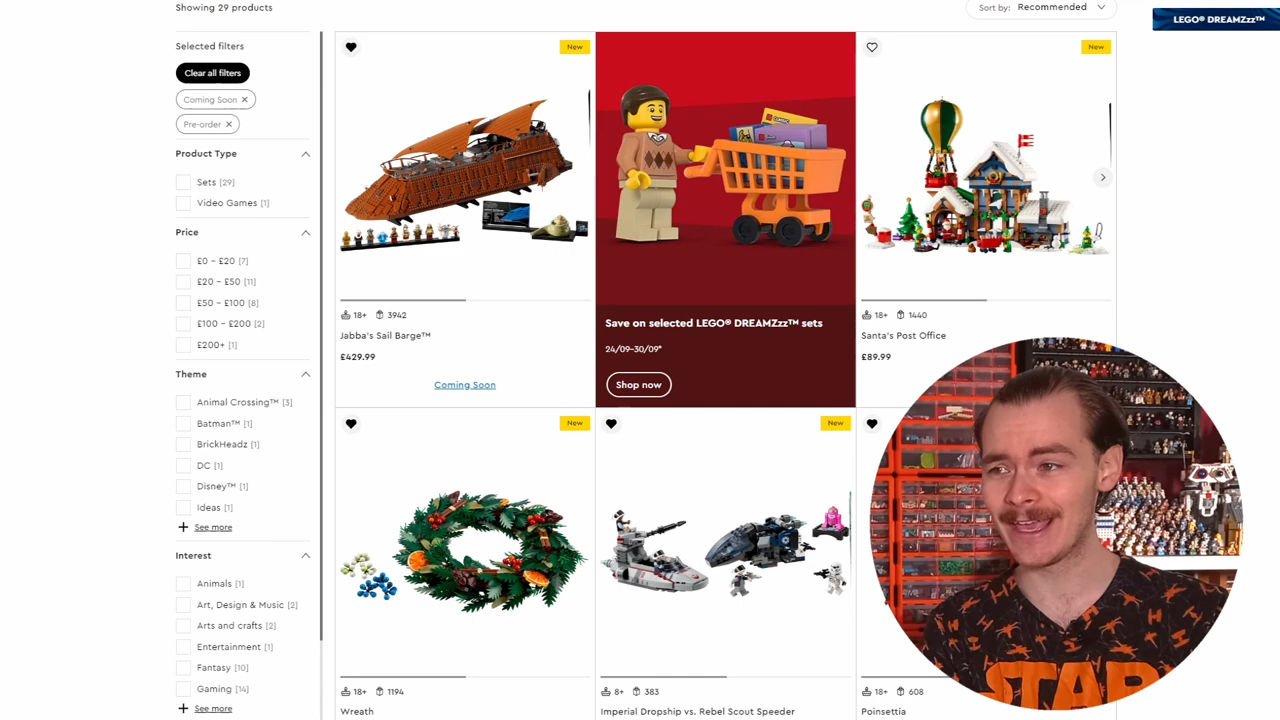 Showing 29 products
Sort by: Recommended
LEGO® DREAMZzz™
Selected filters
Clear all filters
Coming Soon ×
Pre-order ×
Product Type
Sets [29]
Video Games [1]
Price
£0 - £20 [7]
£20 - £50 [11]
£50 - £100 [8]
£100 - £200 [2]
£200+ [1]
Theme
Animal Crossing™ [3]
Batman™ [1]
BrickHeadz [1]
DC [1]
Disney™ [1]
Ideas [1]
+ See more
Interest
Animals [1]
Art, Design & Music [2]
Arts and crafts [2]
Entertainment [1]
Fantasy [10]
Gaming [14]
+ See more
New
18+ 3942
Jabba's Sail Barge™
£429.99
Coming Soon
CLASSIC
Save on selected LEGO® DREAMZzz™ sets
24/09-30/09*
Shop now
New
18+ 1440
Santa's Post Office
£89.99
New
18+ 1194
Wreath
New
8+ 383
Imperial Dropship vs. Rebel Scout Speeder
18+ 608
Poinsettia
STAR